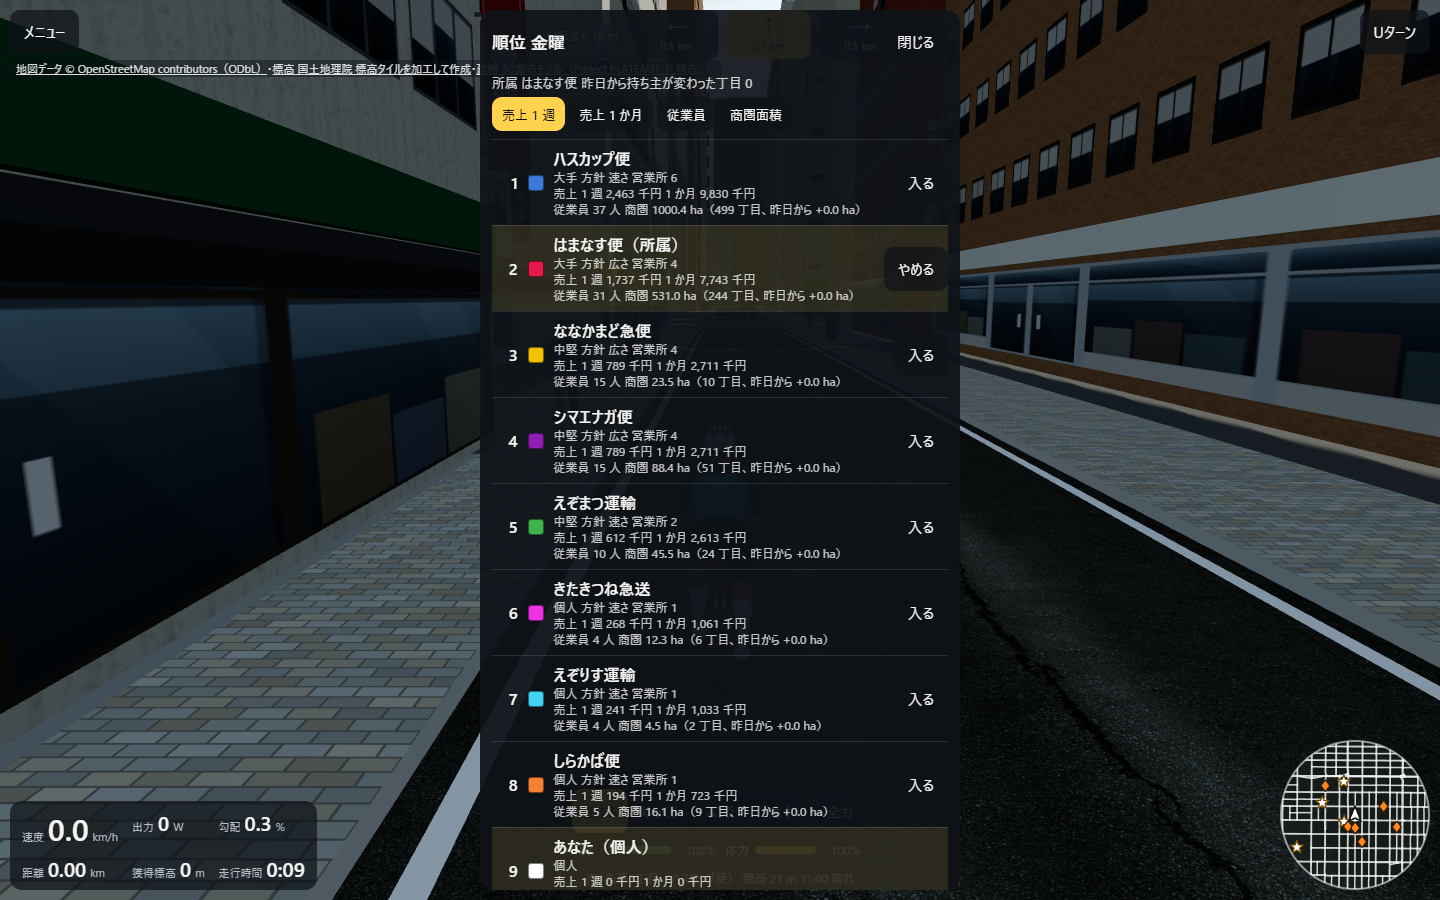 メニュー
Uターン
地図データ © OpenStreetMap contributors（ODbL）・標高 国土地理院 標高タイルを加工して作成・
順位 金曜
閉じる
所属 はまなす便 昨日から持ち主が変わった丁目 0
売上 1 週 売上 1 か月 従業員 商圏面積
1
ハスカップ便
大手 方針 速さ 営業所 6
売上 1 週 2,463 千円 1 か月 9,830 千円
従業員 37 人 商圏 1000.4 ha（499 丁目、昨日から +0.0 ha）
入る
2
はまなす便（所属）
大手 方針 広さ 営業所 4
売上 1 週 1,737 千円 1 か月 7,743 千円
従業員 31 人 商圏 531.0 ha（244 丁目、昨日から +0.0 ha）
やめる
3
ななかまど急便
中堅 方針 広さ 営業所 4
売上 1 週 789 千円 1 か月 2,711 千円
従業員 15 人 商圏 23.5 ha（10 丁目、昨日から +0.0 ha）
入る
4
シマエナガ便
中堅 方針 広さ 営業所 4
売上 1 週 789 千円 1 か月 2,711 千円
従業員 15 人 商圏 88.4 ha（51 丁目、昨日から +0.0 ha）
入る
5
えぞまつ運輸
中堅 方針 速さ 営業所 2
売上 1 週 612 千円 1 か月 2,613 千円
従業員 10 人 商圏 45.5 ha（24 丁目、昨日から +0.0 ha）
入る
6
きたきつね急送
個人 方針 速さ 営業所 1
売上 1 週 268 千円 1 か月 1,061 千円
従業員 4 人 商圏 12.3 ha（6 丁目、昨日から +0.0 ha）
入る
7
えぞりす運輸
個人 方針 速さ 営業所 1
売上 1 週 241 千円 1 か月 1,033 千円
従業員 4 人 商圏 4.5 ha（2 丁目、昨日から +0.0 ha）
入る
8
しらかば便
個人 方針 速さ 営業所 1
売上 1 週 194 千円 1 か月 723 千円
従業員 5 人 商圏 16.1 ha（9 丁目、昨日から +0.0 ha）
入る
9
あなた（個人）
個人
売上 1 週 0 千円 1 か月 0 千円
100% 体力 100%
標高 21 m 11:00 晴れ
速度 0.0 km/h 出力 0 W 勾配 0.3 %
距離 0.00 km 獲得標高 0 m 走行時間 0:09